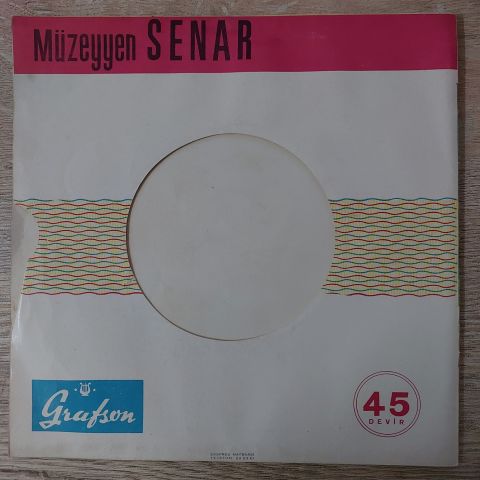 Müzeyyen SENAR
Grafson
45
DEVİR